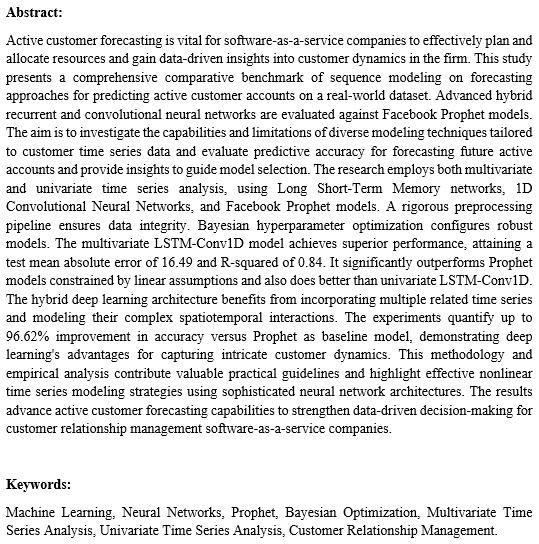 Abstract:
Active customer forecasting is vital for software-as-a-service companies to effectively plan and
allocate resources and gain data-driven insights into customer dynamics in the firm. This study
presents a comprehensive comparative benchmark of sequence modeling on forecasting
approaches for predicting active customer accounts on a real-world dataset. Advanced hybrid
recurrent and convolutional neural networks are evaluated against Facebook Prophet models.
The aim is to investigate the capabilities and limitations of diverse modeling techniques tailored
to customer time series data and evaluate predictive accuracy for forecasting future active
accounts and provide insights to guide model selection. The research employs both multivariate
and univariate time series analysis, using Long Short-Term Memory networks, 1D
Convolutional Neural Networks, and Facebook Prophet models. A rigorous preprocessing
pipeline ensures data integrity. Bayesian hyperparameter optimization configures robust
models. The multivariate LSTM-Conv1D model achieves superior performance, attaining a
test mean absolute error of 16.49 and R-squared of 0.84. It significantly outperforms Prophet
models constrained by linear assumptions and also does better than univariate LSTM-Conv1D.
The hybrid deep learning architecture benefits from incorporating multiple related time series
and modeling their complex spatiotemporal interactions. The experiments quantify up to
96.62% improvement in accuracy versus Prophet as baseline model, demonstrating deep
learning's advantages for capturing intricate customer dynamics. This methodology and
empirical analysis contribute valuable practical guidelines and highlight effective nonlinear
time series modeling strategies using sophisticated neural network architectures. The results
advance active customer forecasting capabilities to strengthen data-driven decision-making for
customer relationship management software-as-a-service companies.
Keywords:
Machine Learning, Neural Networks, Prophet, Bayesian Optimization, Multivariate Time
Series Analysis, Univariate Time Series Analysis, Customer Relationship Management.